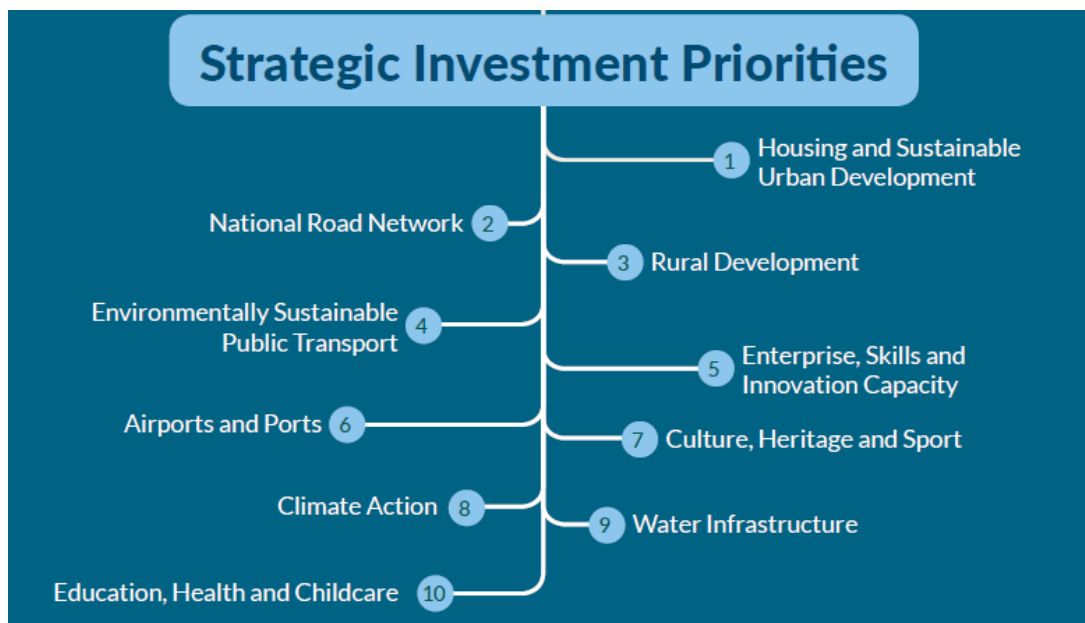 Strategic Investment Priorities
1 Housing and Sustainable
Urban Development
National Road Network 2
3 Rural Development
Environmentally Sustainable
Public Transport 4
5 Enterprise, Skills and
Innovation Capacity
Airports and Ports 6
7 Culture, Heritage and Sport
Climate Action 8
9 Water Infrastructure
Education, Health and Childcare 10